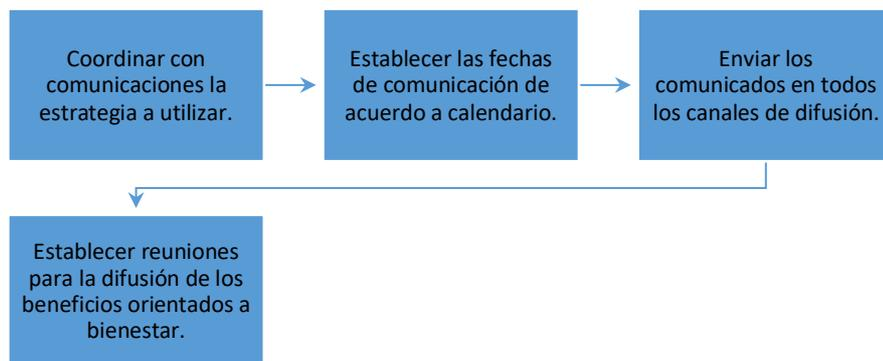 Coordinar con
comunicaciones la
estrategia a utilizar.
Establecer las fechas
de comunicación de
acuerdo a calendario.
Enviar los
comunicados en todos
los canales de difusión.
Establecer reuniones
para la difusión de los
beneficios orientados a
bienestar.